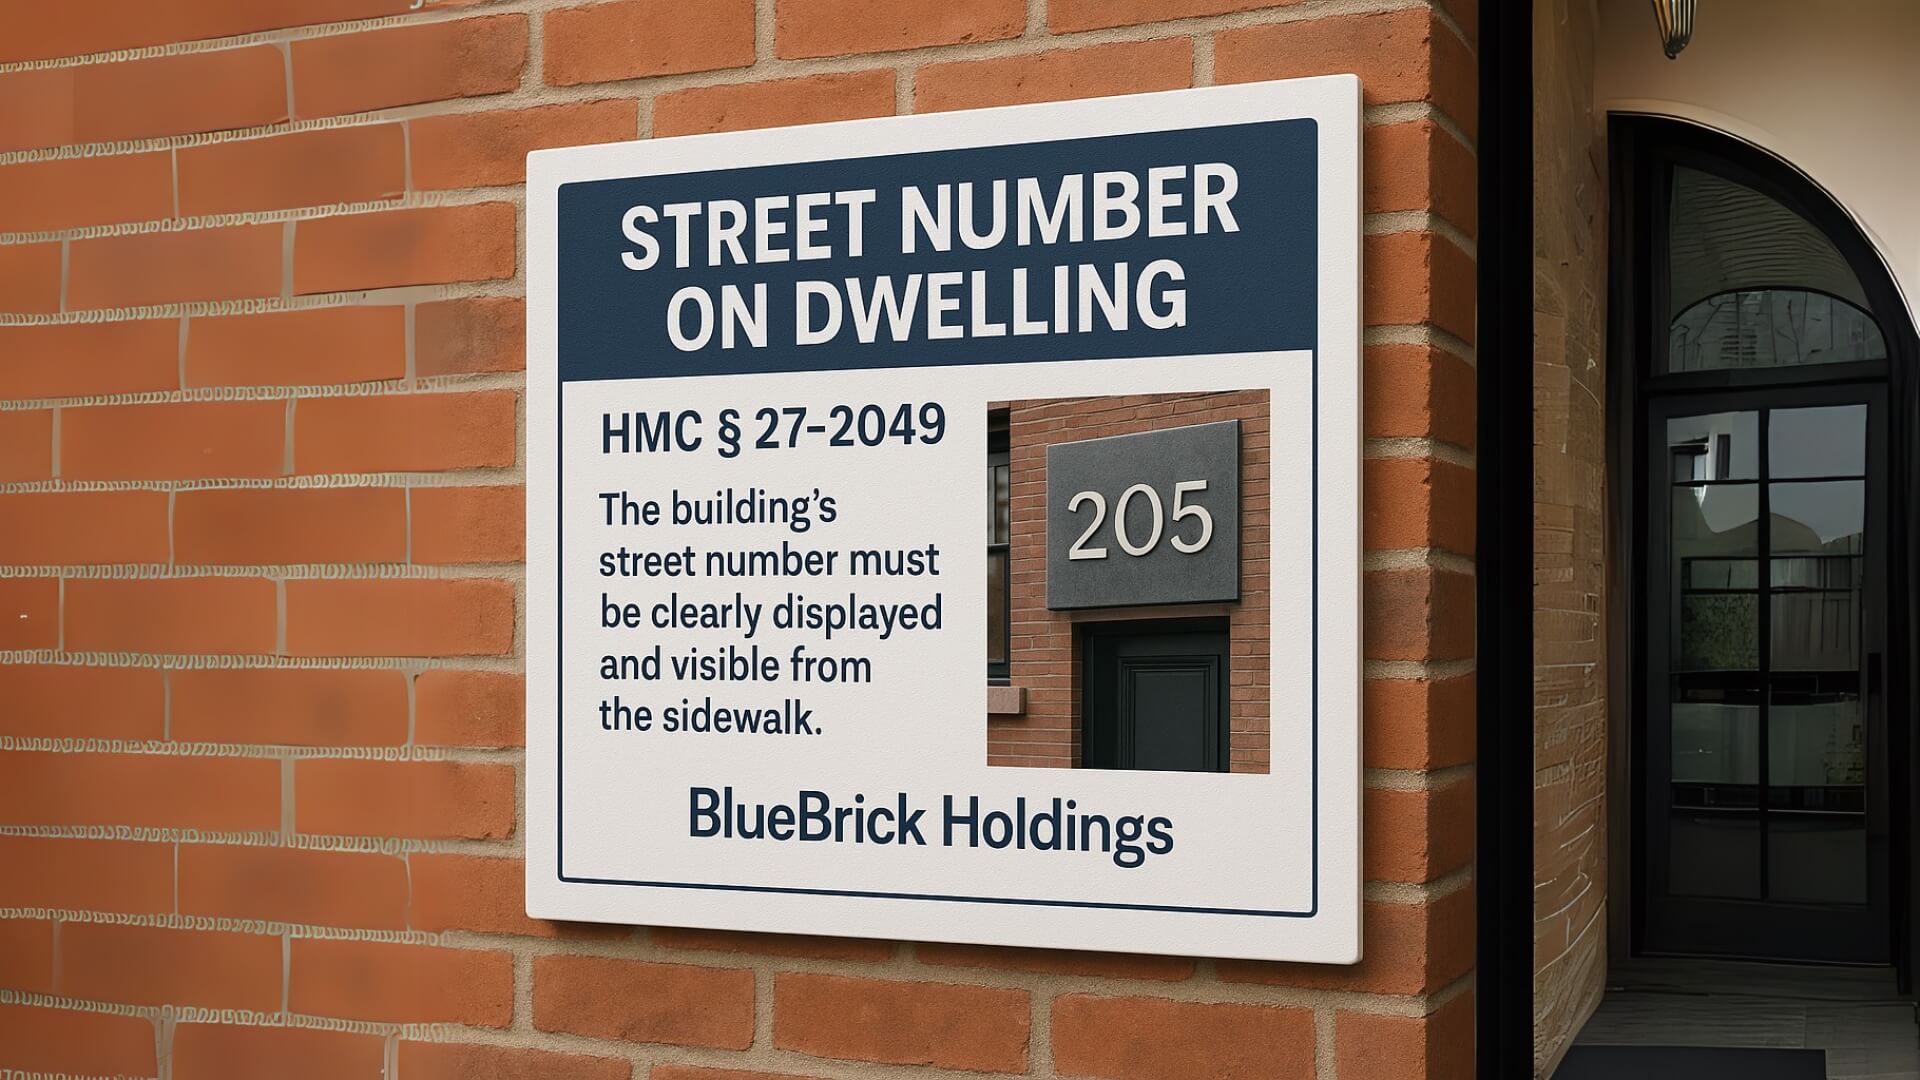 STREET NUMBER
ON DWELLING
HMC § 27-2049
The building's
street number must
be clearly displayed
and visible from
the sidewalk.
205
BlueBrick Holdings